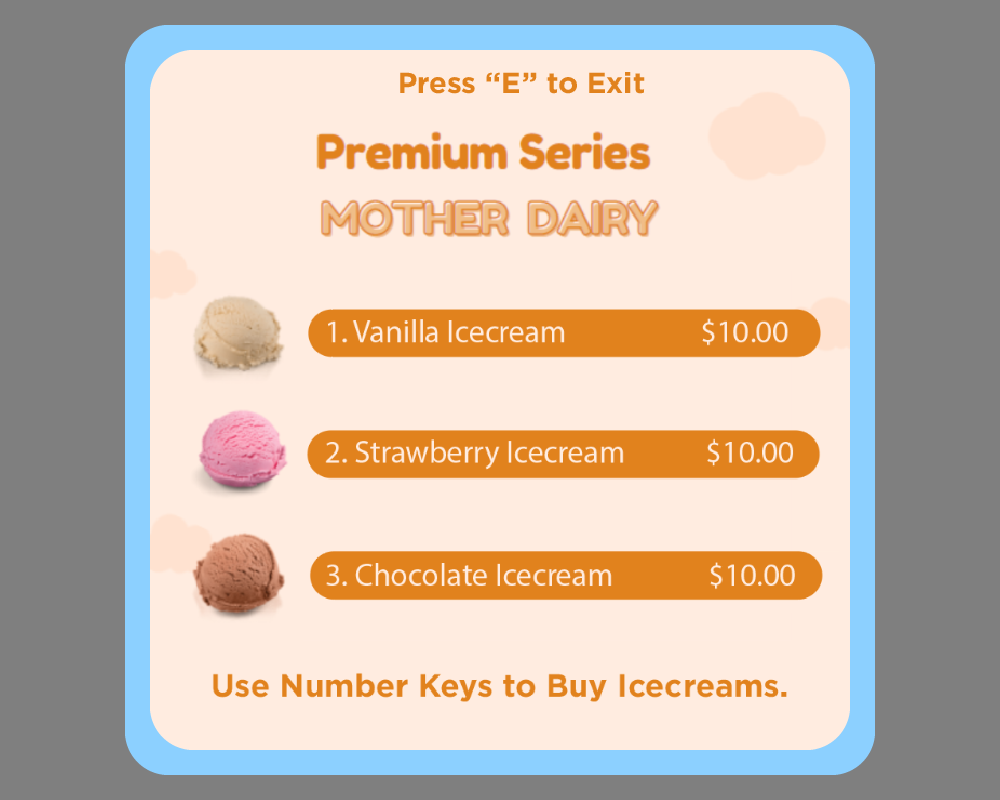 Press “E” to Exit
Premium Series
MOTHER DAIRY
1. Vanilla Icecream $10.00
2. Strawberry Icecream $10.00
3. Chocolate Icecream $10.00
Use Number Keys to Buy Icecreams.